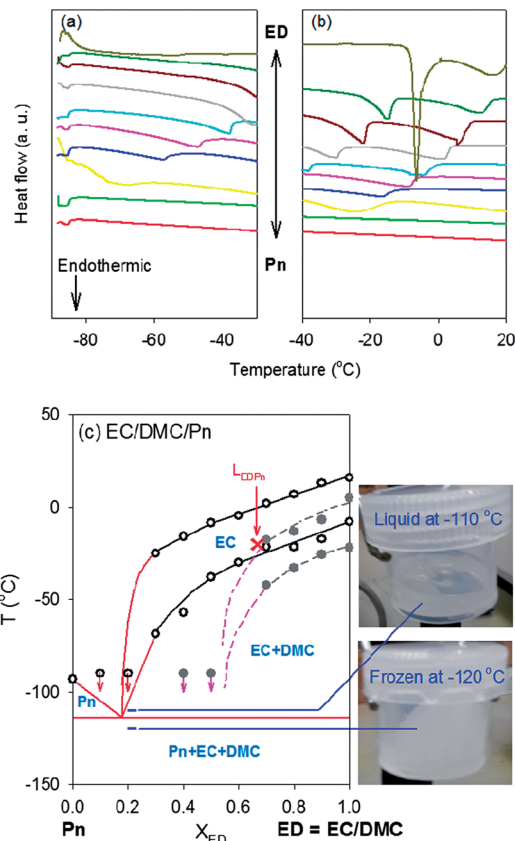 (a)
ED
(b)
Heat flow (a. u.)
Endothermic
Pn
-80
-60
-40
-40
-20
0
20
Temperature (°C)
(c) EC/DMC/Pn
50
0
-50
-100
-150
T (°C)
L_EDPn
EC
EC+DMC
Pn
Pn+EC+DMC
Liquid at -110 °C
Frozen at -120 °C
0.0
0.2
0.4
0.6
0.8
1.0
Pn
X_ED
ED = EC/DMC